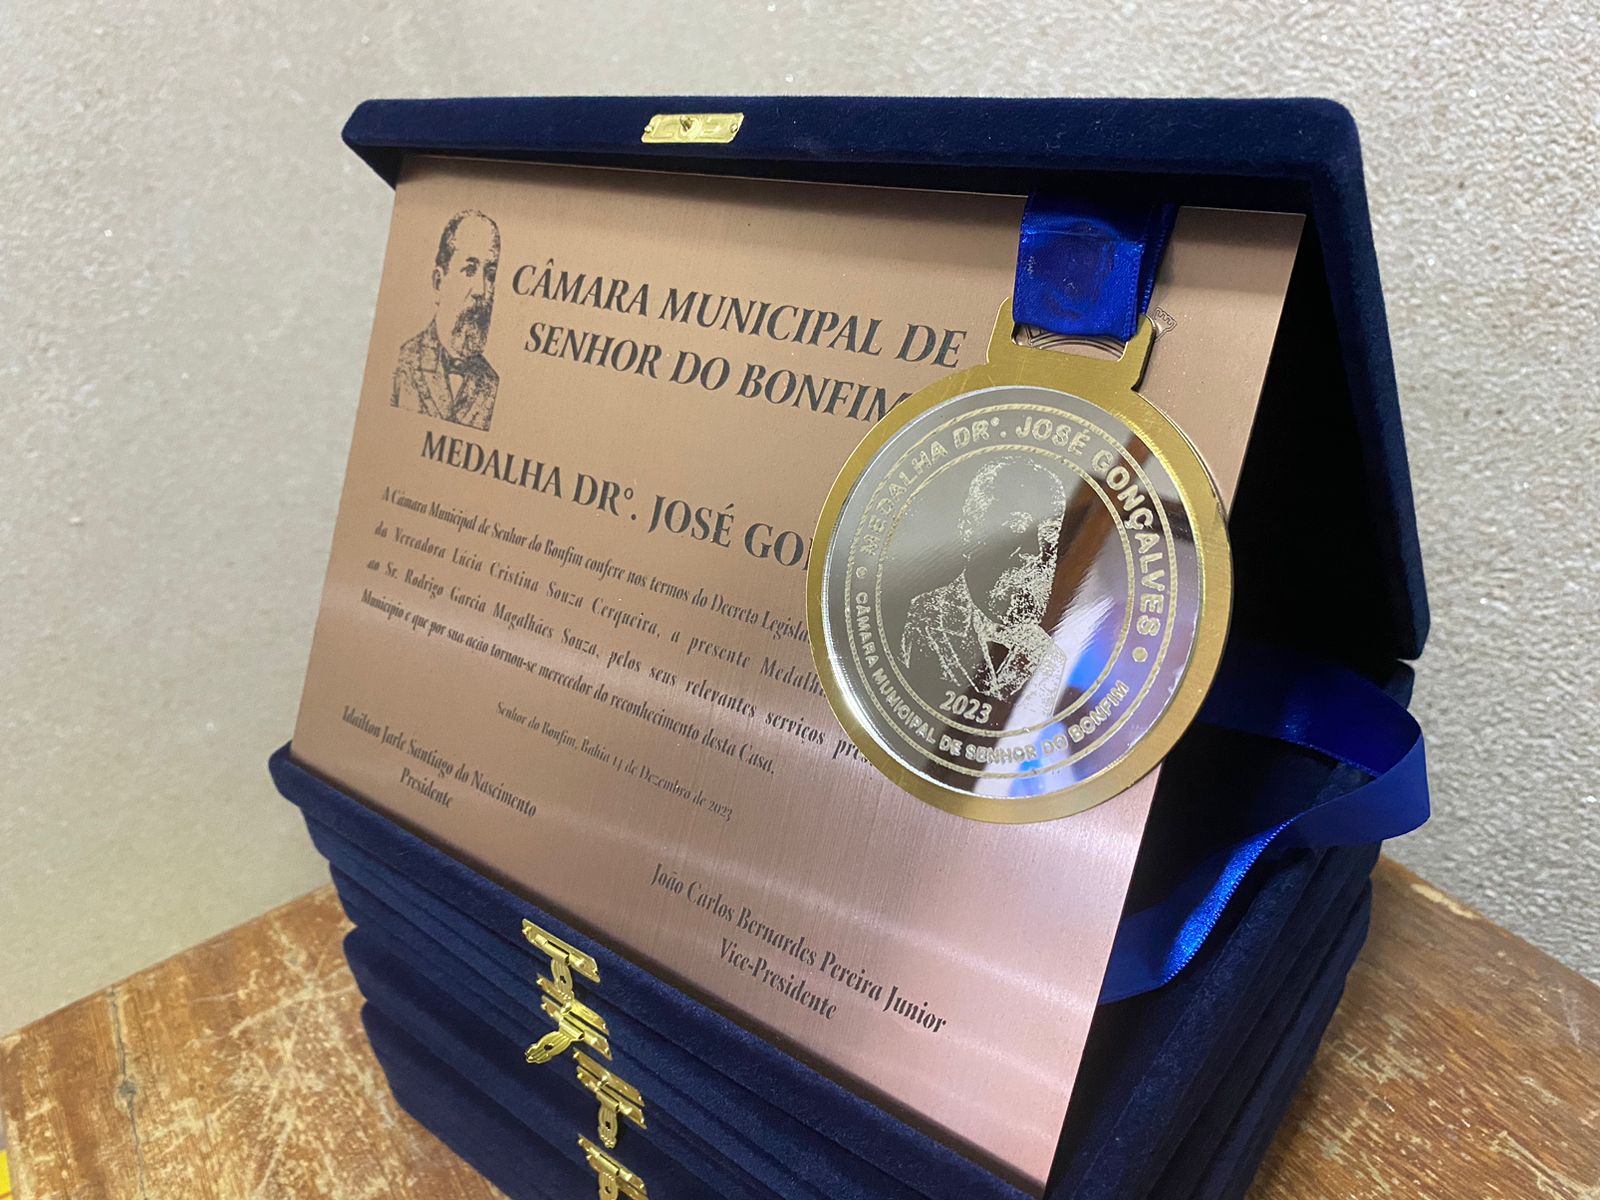 CÂMARA MUNICIPAL DE
SENHOR DO BONFIM
MEDALHA DRº. JOSÉ GO
A Câmara Municipal de Senhor do Bonfim confere nos termos do Decreto Legisla
da Vereadora Lúcia Cristina Souza Cerqueira, a presente Medalha
ao Sr. Rodrigo Garcia Magalhães Souza, pelos seus relevantes serviços pre
Município e que por sua ação tornou-se merecedor do reconhecimento desta Casa.
Senhor do Bonfim, Bahia 14 de Dezembro de 2023
Idailton Jarle Santiago do Nascimento
Presidente
João Carlos Bernardes Pereira Junior
Vice-Presidente
MEDALHA DRº. JOSÉ GONÇALVES
2023
CÂMARA MUNICIPAL DE SENHOR DO BONFIM